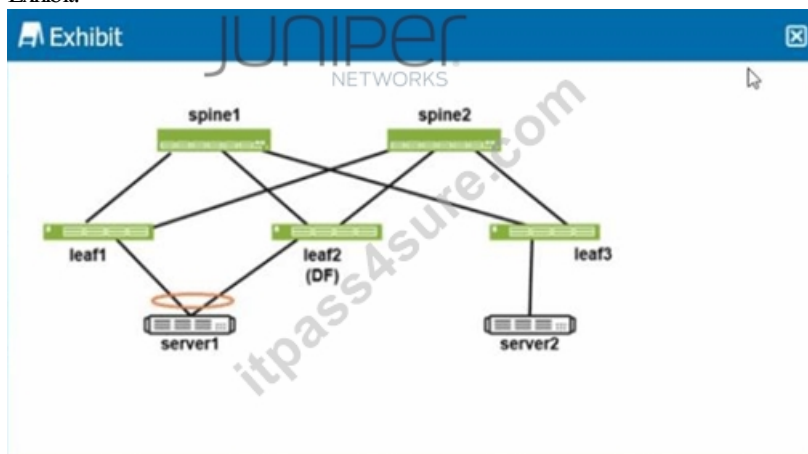 Exhibit
JUNIPEr
NETWORKS
spine1
spine2
leaf1
leaf2
(DF)
leaf3
server1
server2
itpass4sure.com